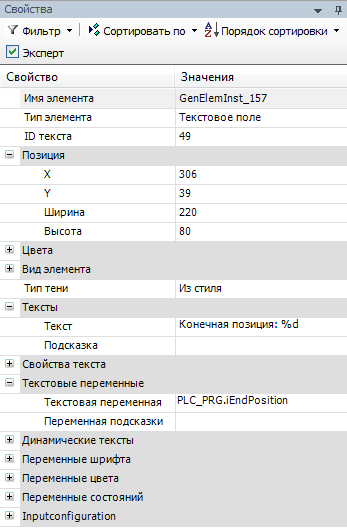 Свойства
Фильтр Сортировать по Порядок сортировки
Эксперт
Свойство Значения
Имя элемента GenElemInst_157
Тип элемента Текстовое поле
ID текста 49
Позиция
X 306
Y 39
Ширина 220
Высота 80
Цвета
Вид элемента
Тип тени Из стиля
Тексты
Текст Конечная позиция: %d
Подсказка
Свойства текста
Текстовые переменные
Текстовая переменная PLC_PRG.iEndPosition
Переменная подсказки
Динамические тексты
Переменные шрифта
Переменные цвета
Переменные состояний
Inputconfiguration